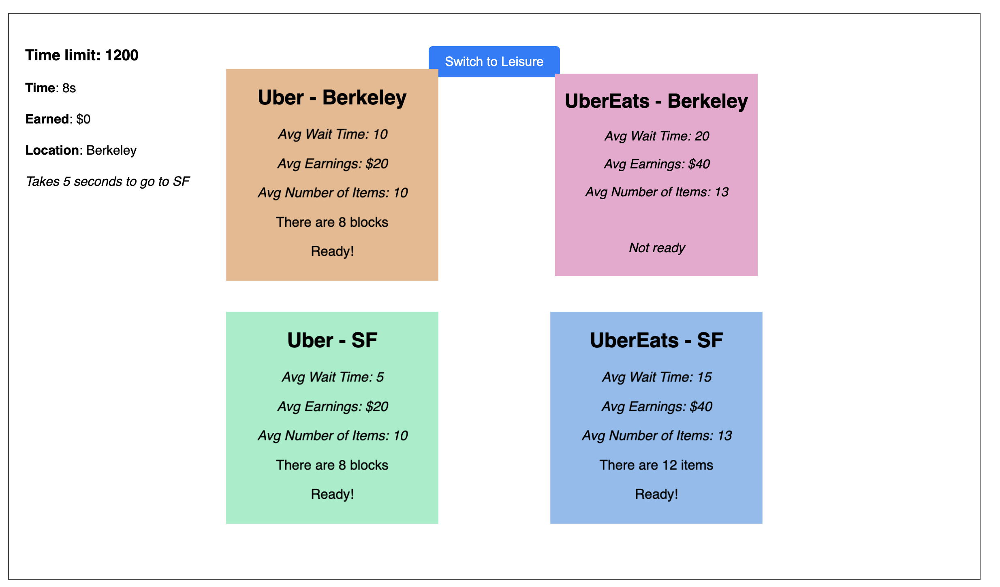 Time limit: 1200
Time: 8s
Earned: $0
Location: Berkeley
Takes 5 seconds to go to SF
Switch to Leisure
Uber - Berkeley
Avg Wait Time: 10
Avg Earnings: $20
Avg Number of Items: 10
There are 8 blocks
Ready!
UberEats - Berkeley
Avg Wait Time: 20
Avg Earnings: $40
Avg Number of Items: 13
Not ready
Uber - SF
Avg Wait Time: 5
Avg Earnings: $20
Avg Number of Items: 10
There are 8 blocks
Ready!
UberEats - SF
Avg Wait Time: 15
Avg Earnings: $40
Avg Number of Items: 13
There are 12 items
Ready!